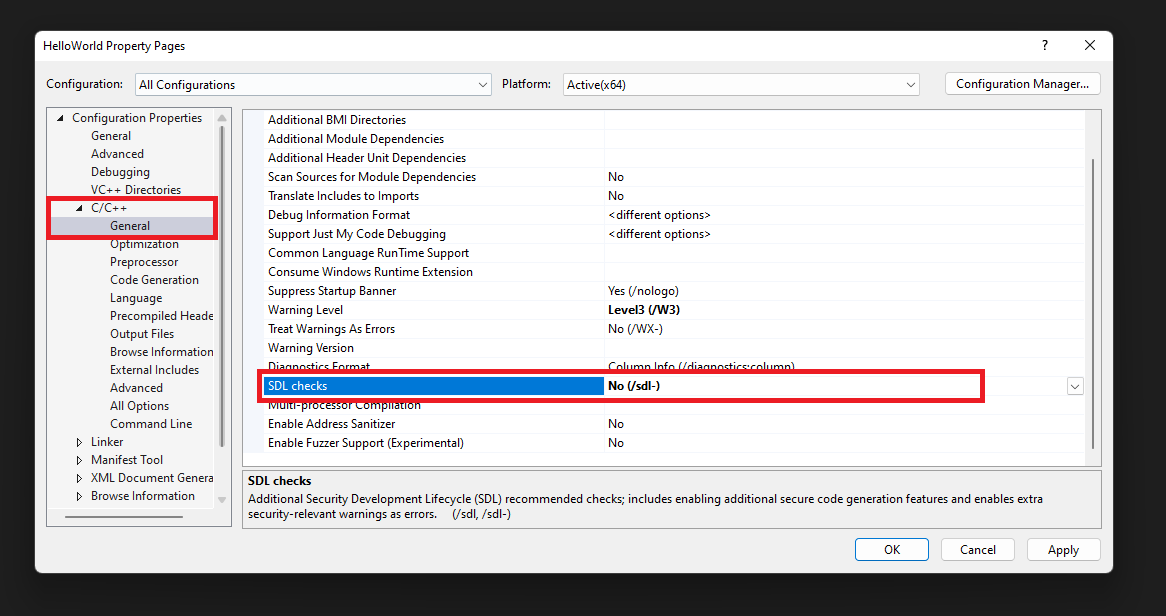 HelloWorld Property Pages
?
Configuration: All Configurations Platform: Active(x64) Configuration Manager...
Configuration Properties
General
Advanced
Debugging
VC++ Directories
C/C++
General
Optimization
Preprocessor
Code Generation
Language
Precompiled Heade
Output Files
Browse Information
External Includes
Advanced
All Options
Command Line
Linker
Manifest Tool
XML Document Genera
Browse Information
Additional BMI Directories
Additional Module Dependencies
Additional Header Unit Dependencies
Scan Sources for Module Dependencies No
Translate Includes to Imports No
Debug Information Format <different options>
Support Just My Code Debugging <different options>
Common Language RunTime Support
Consume Windows Runtime Extension
Suppress Startup Banner Yes (/nologo)
Warning Level Level3 (/W3)
Treat Warnings As Errors No (/WX-)
Warning Version
Diagnostics Format Column Info (/diagnostics:column)
SDL checks No (/sdl-)
Multi-processor Compilation
Enable Address Sanitizer No
Enable Fuzzer Support (Experimental) No
SDL checks
Additional Security Development Lifecycle (SDL) recommended checks; includes enabling additional secure code generation features and enables extra
security-relevant warnings as errors. (/sdl, /sdl-)
OK Cancel Apply